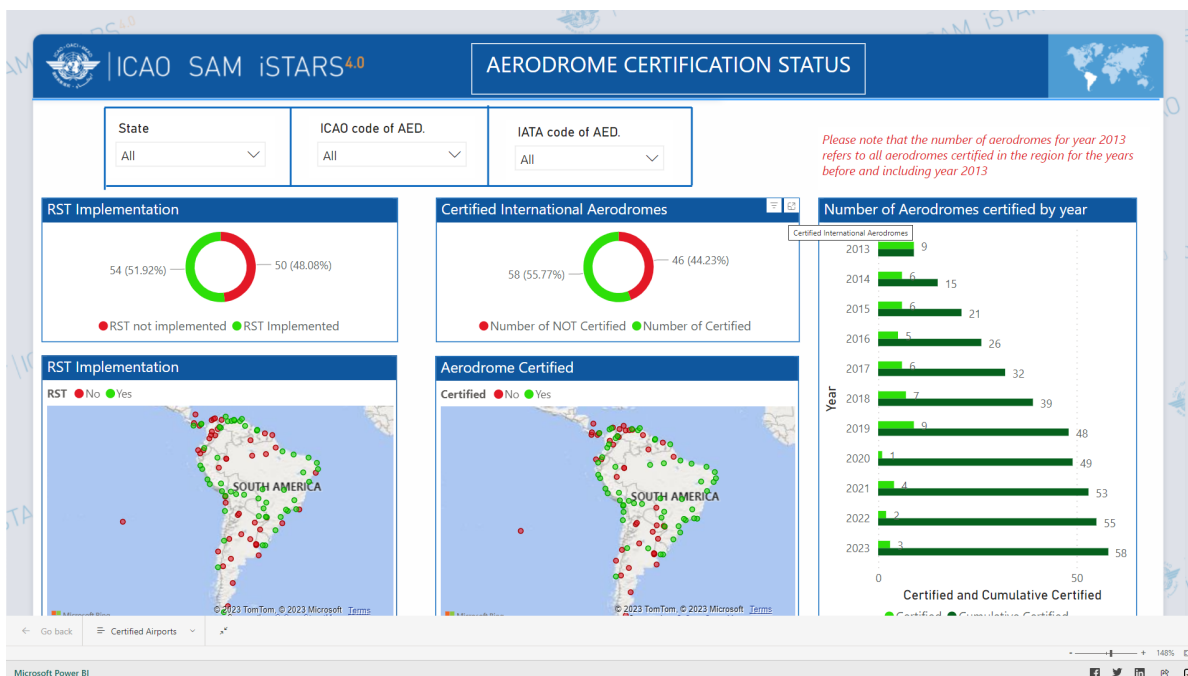 ICAO SAM iSTARS4.0
AERODROME CERTIFICATION STATUS
State
All
ICAO code of AED.
All
IATA code of AED.
All
Please note that the number of aerodromes for year 2013
refers to all aerodromes certified in the region for the years
before and including year 2013
RST Implementation
54 (51.92%)
50 (48.08%)
RST not implemented RST Implemented
Certified International Aerodromes
Certified International Aerodromes
58 (55.77%)
46 (44.23%)
Number of NOT Certified Number of Certified
RST Implementation
RST No Yes
SOUTH AMERICA
Microsoft Bing
© 2023 TomTom, © 2023 Microsoft Terms
Aerodrome Certified
Certified No Yes
SOUTH AMERICA
Microsoft Bing
© 2023 TomTom, © 2023 Microsoft Terms
Number of Aerodromes certified by year
Year
2013 9
2014 6 15
2015 6 21
2016 5 26
2017 6 32
2018 7 39
2019 9 48
2020 1 49
2021 4 53
2022 2 55
2023 3 58
0 50
Certified and Cumulative Certified
Certified Cumulative Certified
Go back Certified Airports
- + 148%
Microsoft Power BI